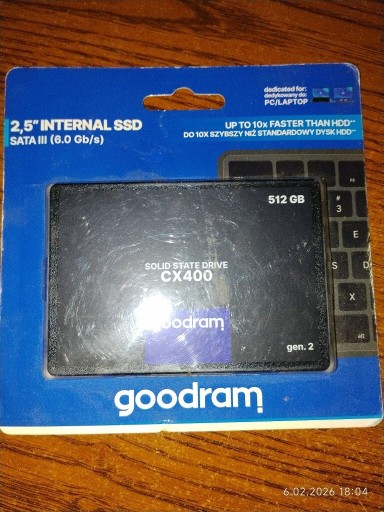 dedicated for:
dedykowany do:
PC/LAPTOP
2,5" INTERNAL SSD
SATA III (6.0 Gb/s)
UP TO 10x FASTER THAN HDD**
DO 10X SZYBSZY NIŻ STANDARDOWY DYSK HDD**
512 GB
#
3
E
S
D
X
SOLID STATE DRIVE
CX400
goodram
gen. 2
alt
goodram
6.02.2026 18:04